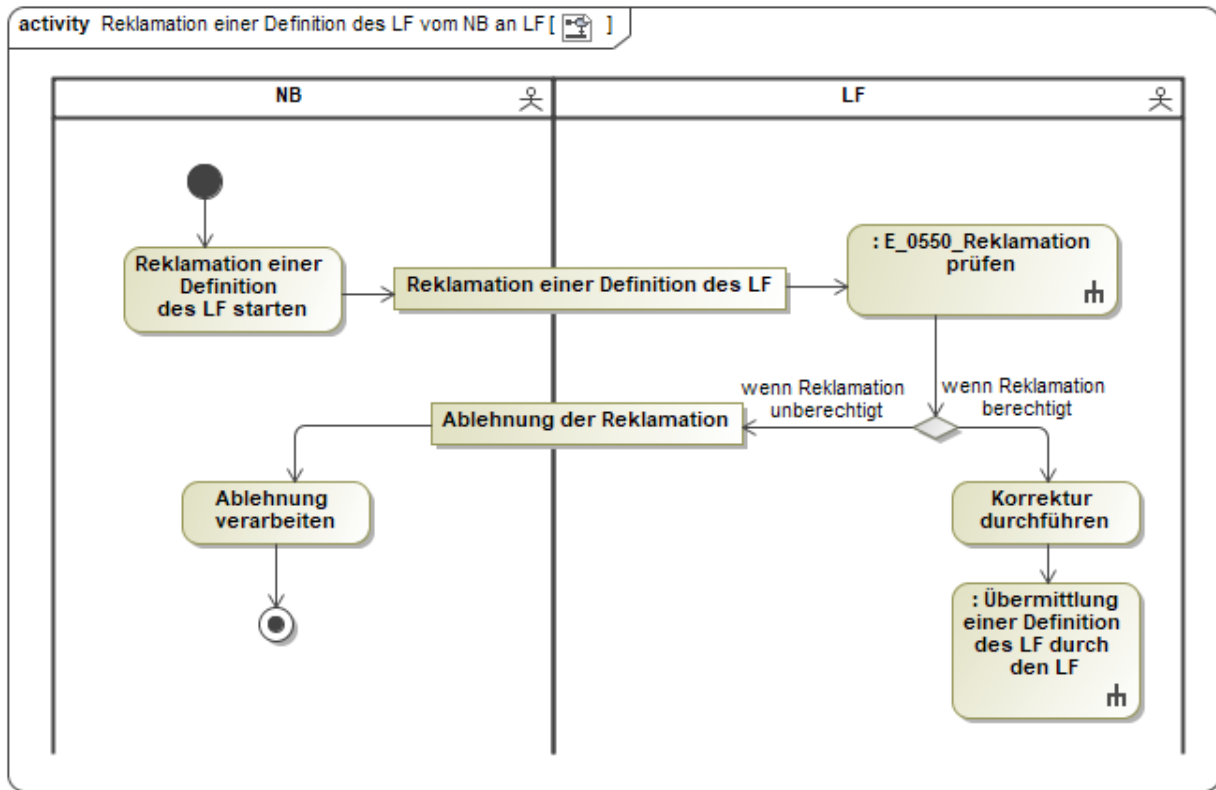 activity Reklamation einer Definition des LF vom NB an LF [ ]
NB
LF
Reklamation einer
Definition
des LF starten
Reklamation einer Definition des LF
: E_0550_Reklamation
prüfen
wenn Reklamation
unberechtigt
wenn Reklamation
berechtigt
Ablehnung der Reklamation
Ablehnung
verarbeiten
Korrektur
durchführen
: Übermittlung
einer Definition
des LF durch
den LF